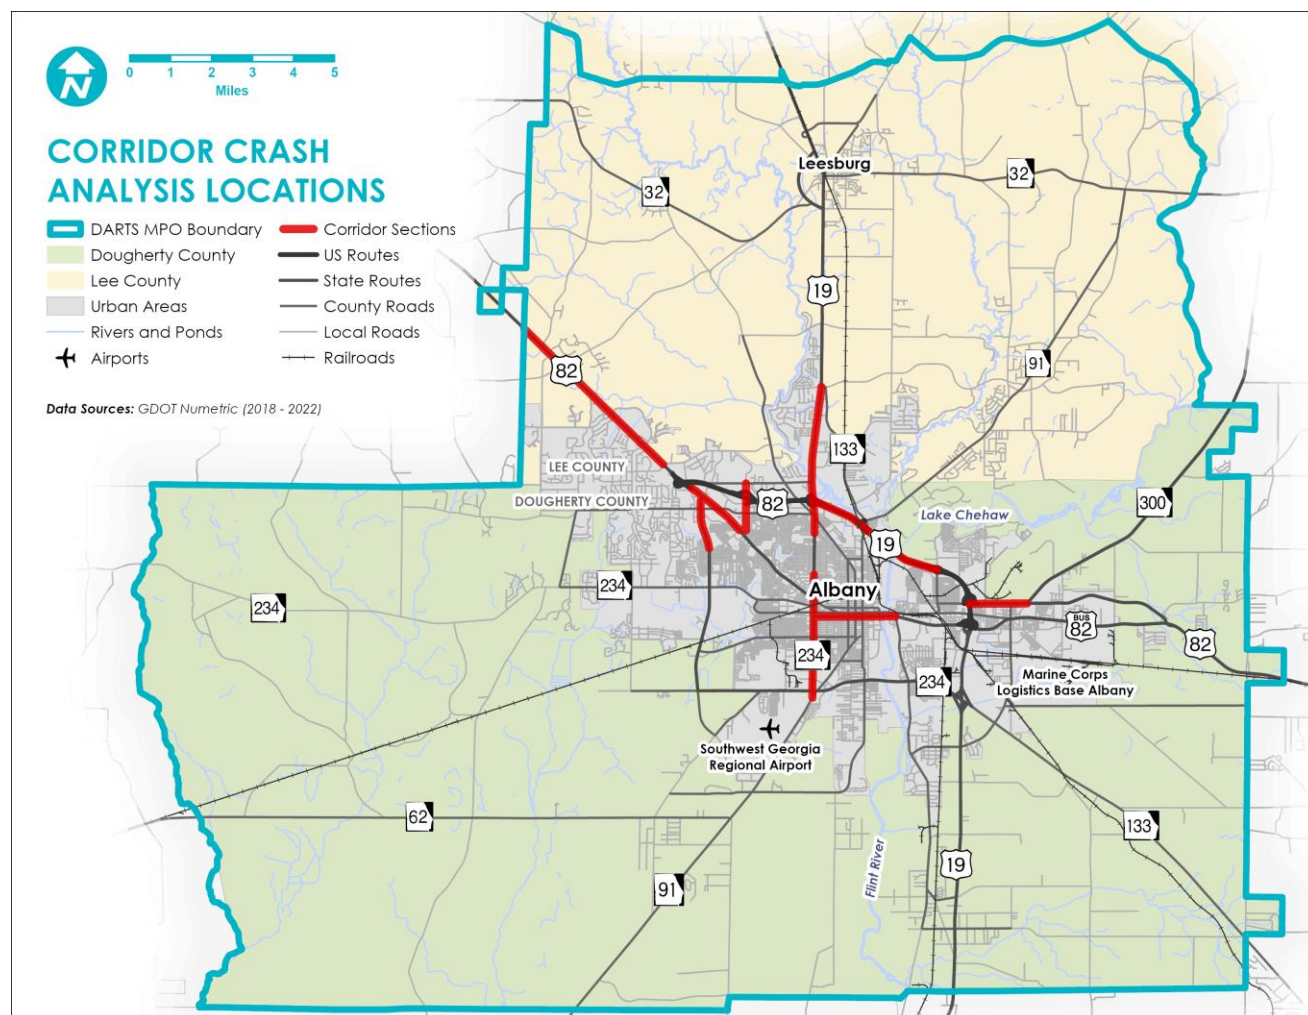 N
0 1 2 3 4 5
Miles
CORRIDOR CRASH
ANALYSIS LOCATIONS
DARTS MPO Boundary
Dougherty County
Lee County
Urban Areas
Rivers and Ponds
Airports
Corridor Sections
US Routes
State Routes
County Roads
Local Roads
Railroads
Data Sources: GDOT Numetric (2018 - 2022)
Leesburg
32
32
19
82
91
133
LEE COUNTY
DOUGHERTY COUNTY
82
300
Lake Chehaw
19
234
234
Albany
BUS
82
82
234
234
Marine Corps
Logistics Base Albany
Southwest Georgia
Regional Airport
62
133
Flint River
19
91